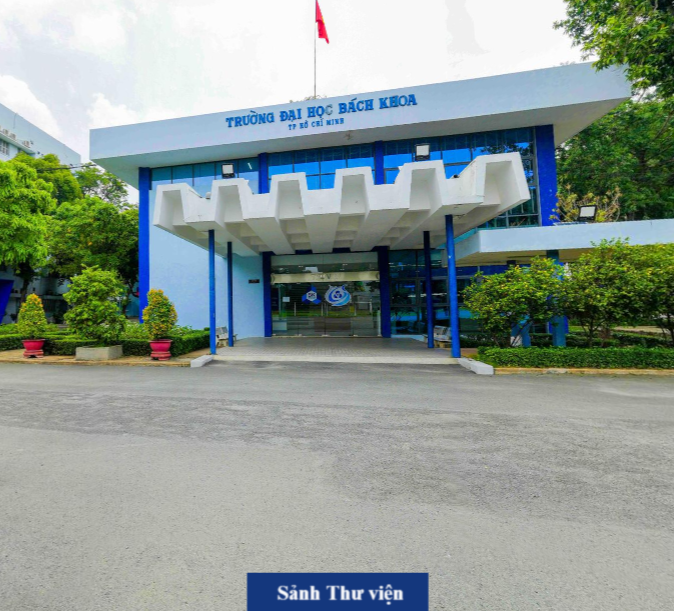 TRƯỜNG ĐẠI HỌC BÁCH KHOA
TP HỒ CHÍ MINH
Sảnh Thư viện